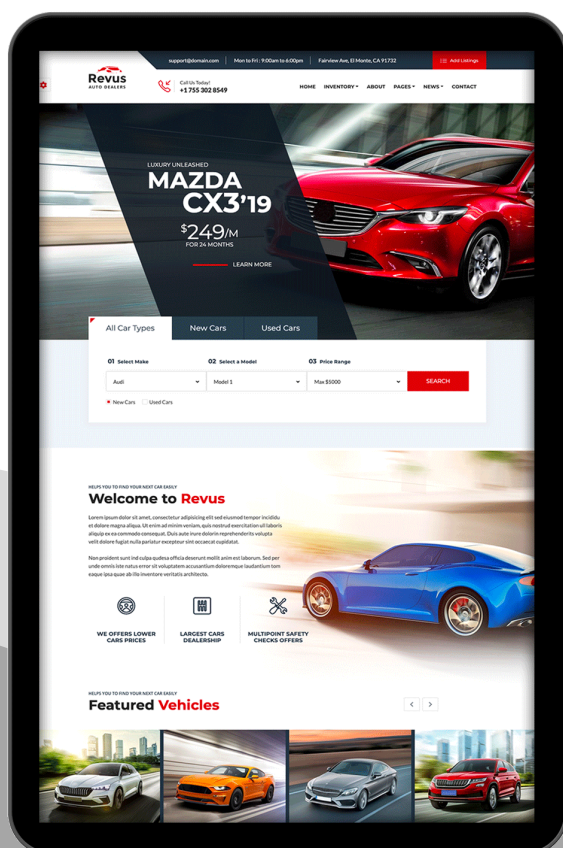 support@domain.com
Mon to Fri : 9:00am to 6:00pm
Fairview Ave, El Monte, CA 91732
Add Listings
Revus
AUTO DEALERS
Call Us Today!
+1 755 302 8549
HOME
INVENTORY
ABOUT
PAGES
NEWS
CONTACT
LUXURY UNLEASHED
MAZDA
CX3'19
$249/M
FOR 24 MONTHS
LEARN MORE
All Car Types
New Cars
Used Cars
01 Select Make
02 Select a Model
03 Price Range
Audi
Model 1
Max $5000
SEARCH
New Cars
Used Cars
HELPS YOU TO FIND YOUR NEXT CAR EASILY
Welcome to Revus
Lorem ipsum dolor sit amet, consectetur adipisicing elit sed eiusmod tempor incididu
et dolore magna aliqua. Ut enim ad minim veniam, quis nostrud exercitation ull laboris
aliquip ex ea commodo consequat. Duis aute irure dolorin reprehenderits volupta
velit dolore fugiat nulla pariatur excepteur sint occaecat cupidatat.
Non proident sunt ind culpa qudesa officia deserunt mollit anim est laborum. Sed per
unde omnis iste natus error sit voluptatem accusantium doloremque laudantium tom
eaque ipsa quae ab illo inventore veritatis architecto.
WE OFFERS LOWER
CARS PRICES
LARGEST CARS
DEALERSHIP
MULTIPOINT SAFETY
CHECKS OFFERS
HELPS YOU TO FIND YOUR NEXT CAR EASILY
Featured Vehicles